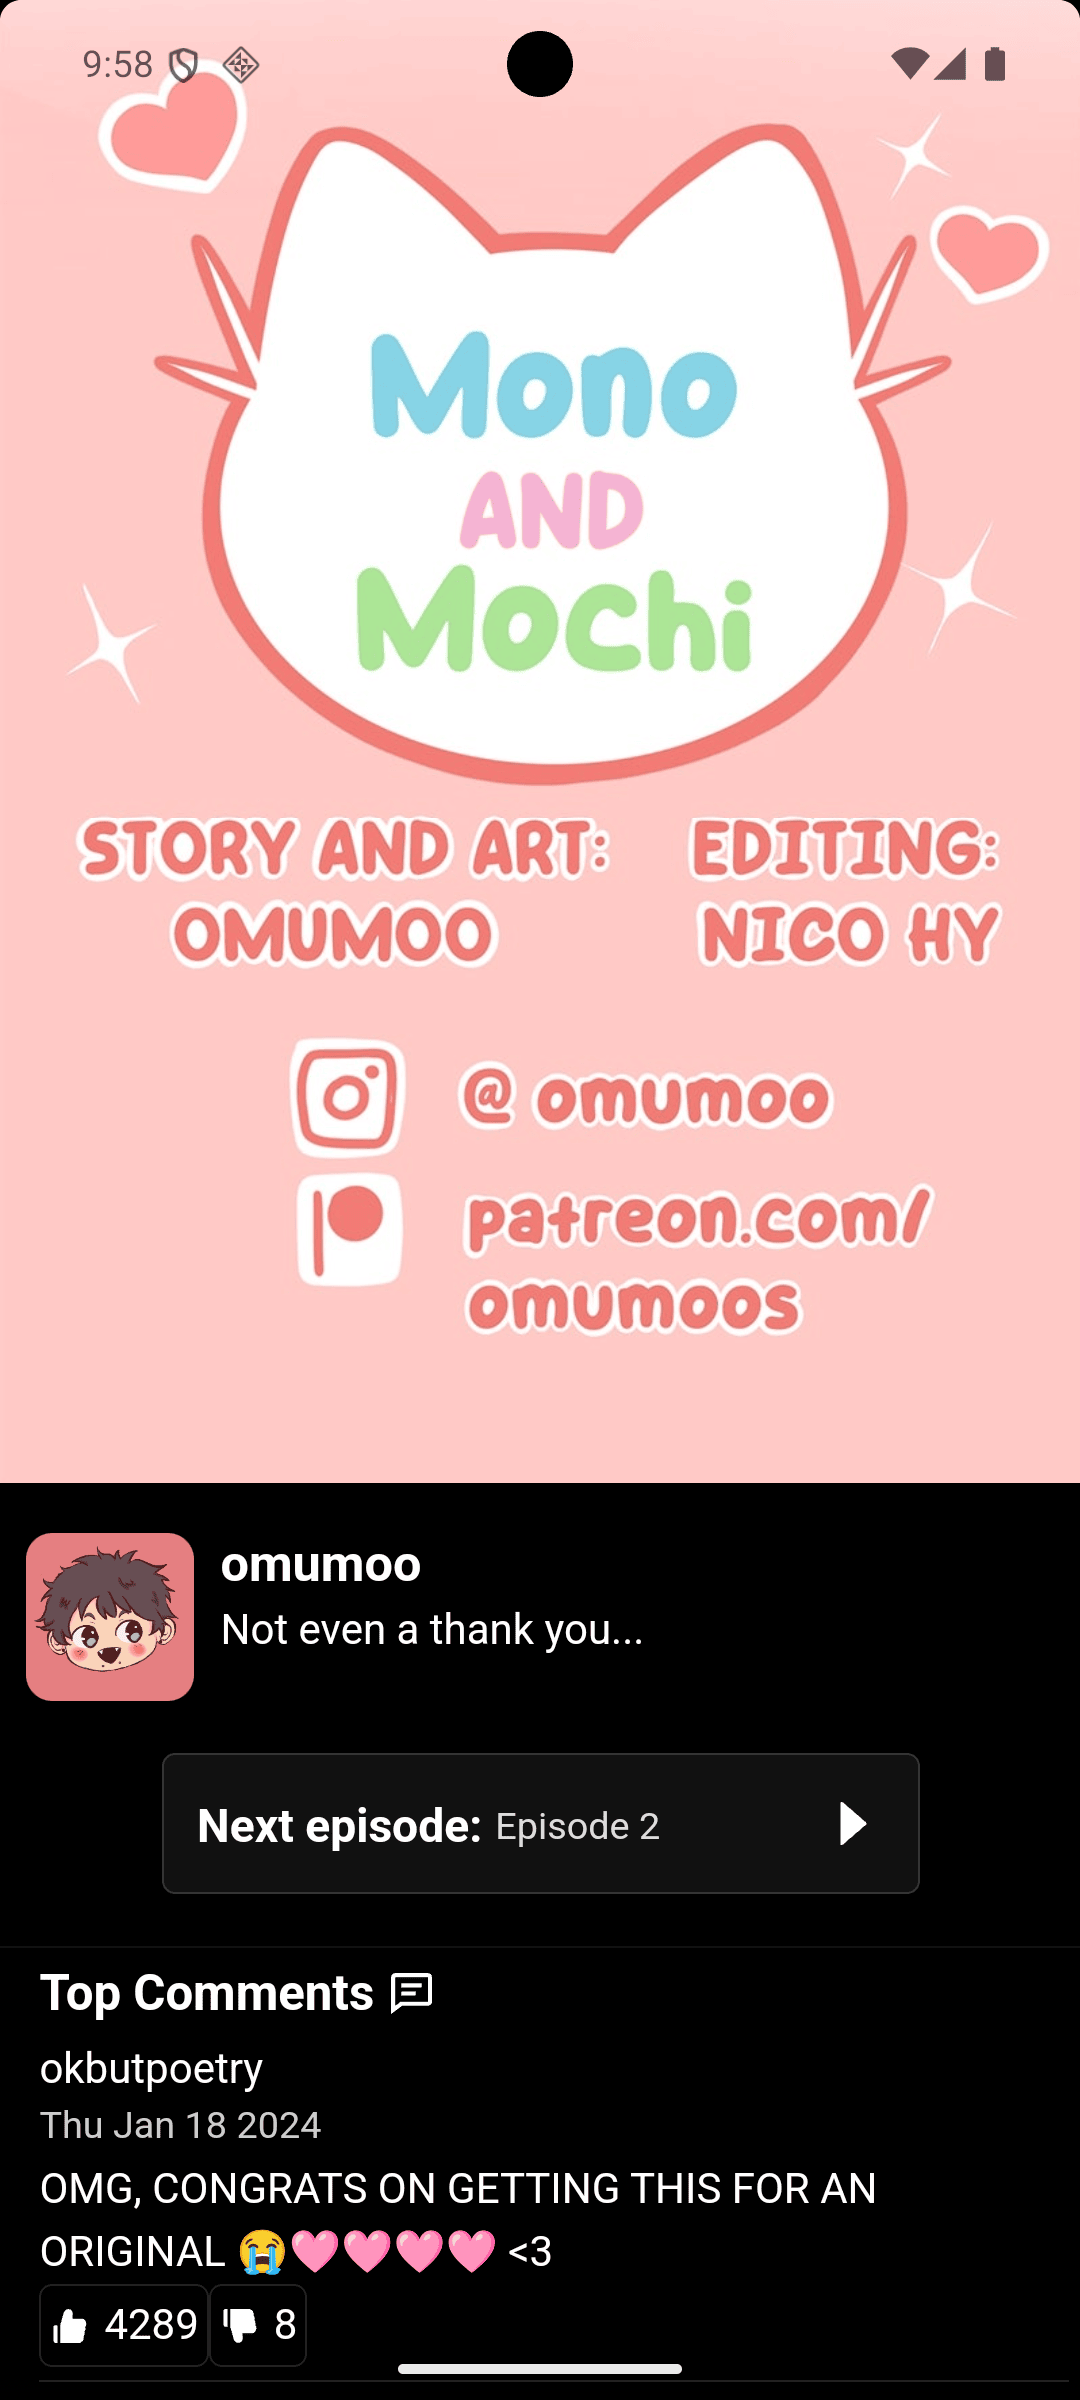 9:58
Mono
AND
Mochi
STORY AND ART:
OMUMOO
EDITING:
NICO HY
@ omumoo
patreon.com/
omumoos
omumoo
Not even a thank you...
Next episode: Episode 2
Top Comments
okbutpoetry
Thu Jan 18 2024
OMG, CONGRATS ON GETTING THIS FOR AN
ORIGINAL 😭🩷🩷🩷🩷 <3
4289 8